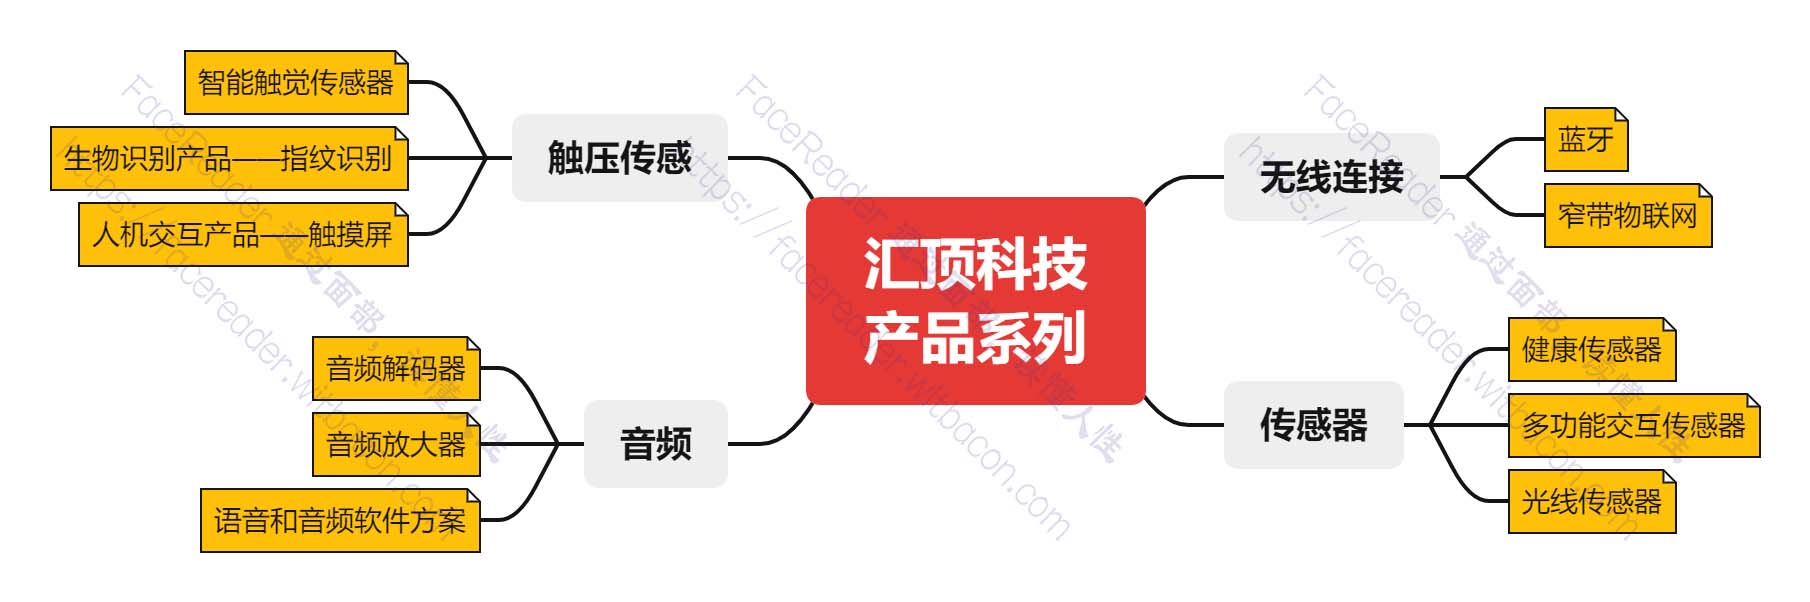 汇顶科技
产品系列
触压传感
智能触觉传感器
生物识别产品——指纹识别
人机交互产品——触摸屏
音频
音频解码器
音频放大器
语音和音频软件方案
无线连接
蓝牙
窄带物联网
传感器
健康传感器
多功能交互传感器
光线传感器
FaceReader 通过面部，读懂人性
https://facereader.witbacon.com
FaceReader 通过面部，读懂人性
https://facereader.witbacon.com
FaceReader 通过面部，读懂人性
https://facereader.witbacon.com